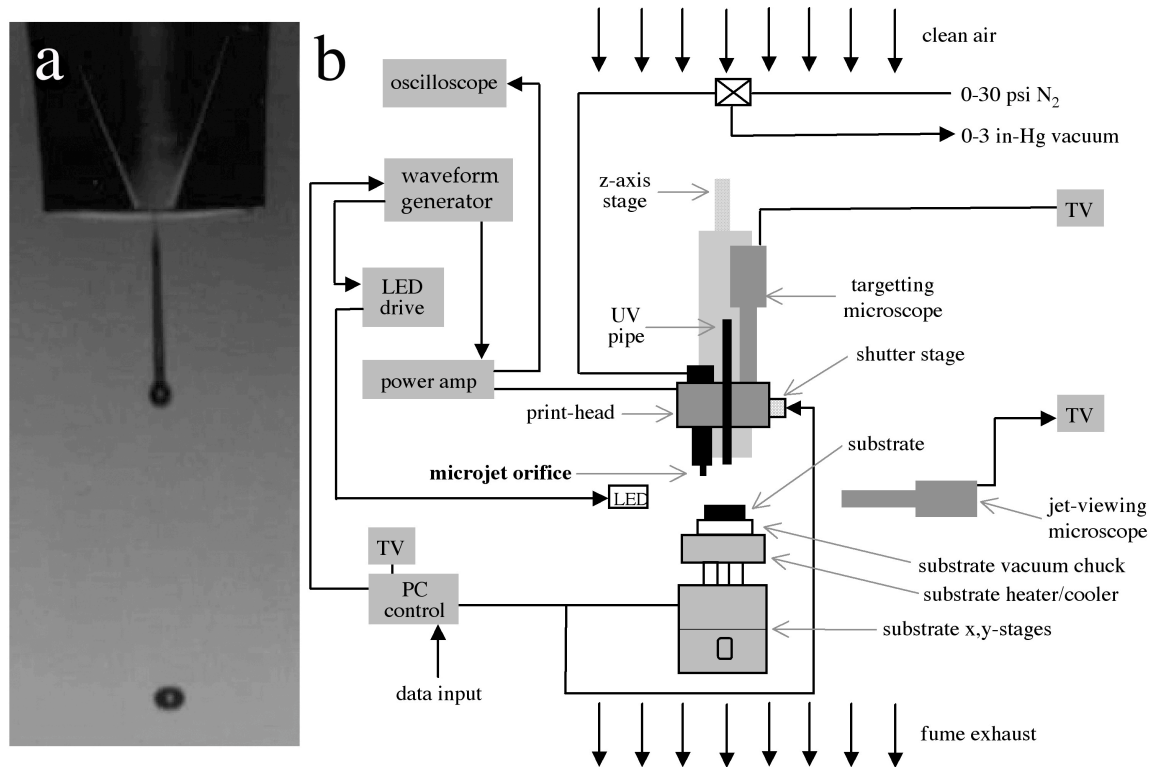 a
b
clean air
oscilloscope
0-30 psi N₂
0-3 in-Hg vacuum
waveform
generator
z-axis
stage
TV
LED
drive
targetting
microscope
UV
pipe
shutter stage
power amp
print-head
TV
substrate
microjet orifice
LED
jet-viewing
microscope
TV
substrate vacuum chuck
PC
control
substrate heater/cooler
substrate x,y-stages
data input
fume exhaust